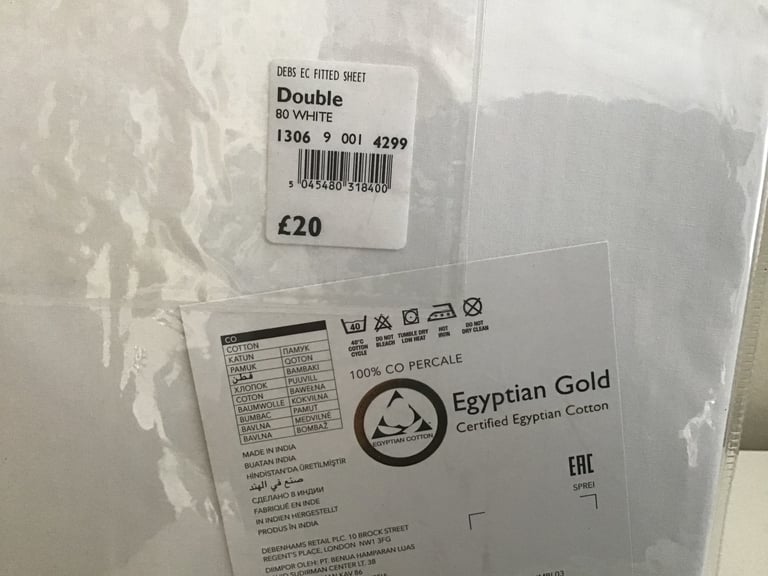 DEBS EC FITTED SHEET
Double
80 WHITE
1306 9 001 4299
5 045480 318400
£20
40
40°C COTTON CYCLE
DO NOT BLEACH
TUMBLE DRY LOW HEAT
HOT IRON
DO NOT DRY CLEAN
100% CO PERCALE
CO
COTTON
KATUN ПАМУК
PAMUK QOTON
قطن BAMBAKI
ХЛОПОК PUUVILL
COTON BAWEŁNA
BAUMWOLLE KOKVILNA
BUMBAC PAMUT
BAVLNA MEDVILNĖ
BAVLNA BOMBAŽ
EGYPTIAN COTTON
Egyptian Gold
Certified Egyptian Cotton
MADE IN INDIA
BUATAN INDIA
HİNDİSTAN'DA ÜRETİLMİŞTİR
صنع في الهند
СДЕЛАНО В ИНДИИ
FABRIQUÉ EN INDE
IN INDIEN HERGESTELLT
PRODUS ÎN INDIA
EAC
SPREI
DEBENHAMS RETAIL PLC. 10 BROCK STREET
REGENT'S PLACE, LONDON NW1 3FG
DIIMPOR OLEH: PT. BENUA HAMPARAN LUAS
SUDIRMAN CENTER LT. 38
KAV 86